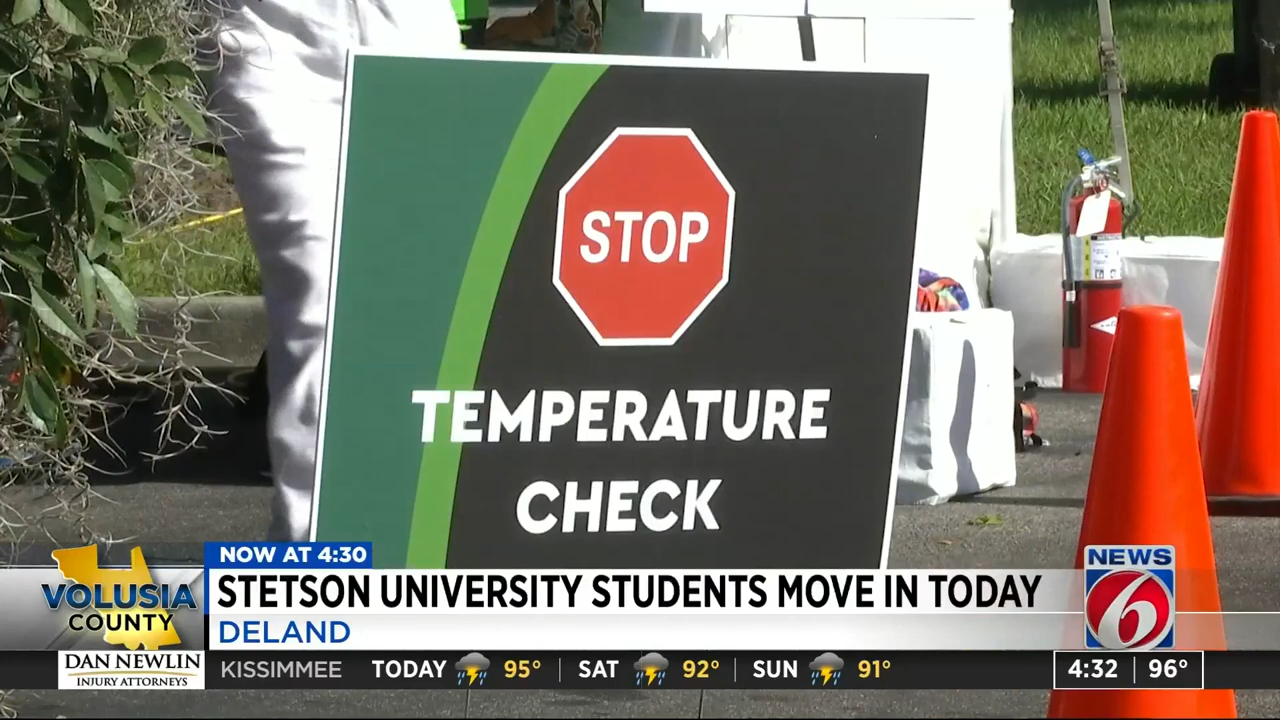 STOP
TEMPERATURE
CHECK
NOW AT 4:30
VOLUSIA
COUNTY
STETSON UNIVERSITY STUDENTS MOVE IN TODAY
DELAND
NEWS
6
DAN NEWLIN
INJURY ATTORNEYS
KISSIMMEE TODAY 95° SAT 92° SUN 91°
4:32 96°